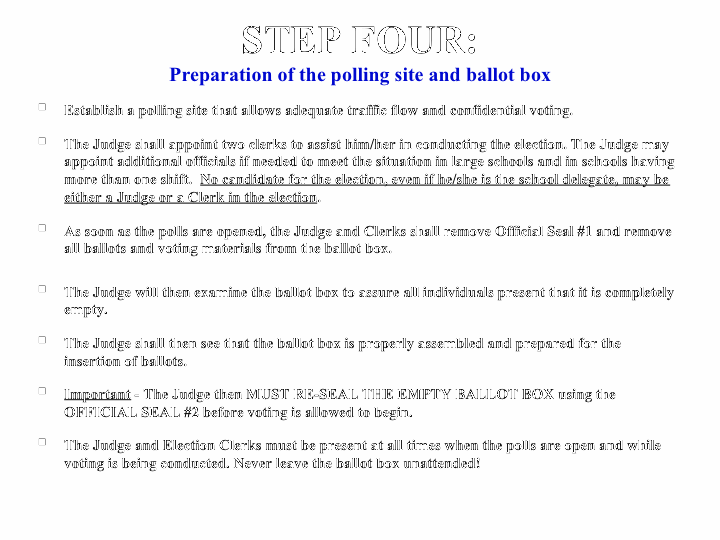 STEP FOUR:
Preparation of the polling site and ballot box
Establish a polling site that allows adequate traffic flow and confidential voting.
The Judge shall appoint two clerks to assist him/her in conducting the election. The Judge may
appoint additional officials if needed to meet the situation in large schools and in schools having
more than one shift. No candidate for the election, even if he/she is the school delegate, may be
either a Judge or a Clerk in the election.
As soon as the polls are opened, the Judge and Clerks shall remove Official Seal #1 and remove
all ballots and voting materials from the ballot box.
The Judge will then examine the ballot box to assure all individuals present that it is completely
empty.
The Judge shall then see that the ballot box is properly assembled and prepared for the
insertion of ballots.
Important - The Judge then MUST RE-SEAL THE EMPTY BALLOT BOX using the
OFFICIAL SEAL #2 before voting is allowed to begin.
The Judge and Election Clerks must be present at all times when the polls are open and while
voting is being conducted. Never leave the ballot box unattended!